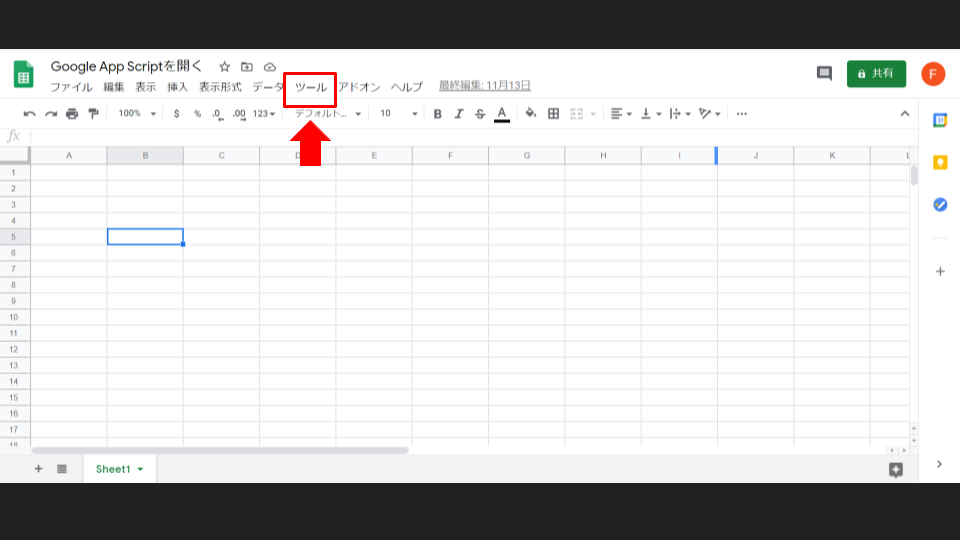 Google App Scriptを開く
ファイル 編集 表示 挿入 表示形式 データ ツール アドオン ヘルプ 最終編集: 11月13日
共有
F
100% $ % .0 .00 123 デフォルト... 10 B I S A
fx
31
A B C D E F G H I J K L
1
2
3
4
5
6
7
8
9
10
11
12
13
14
15
16
17
18
Sheet1